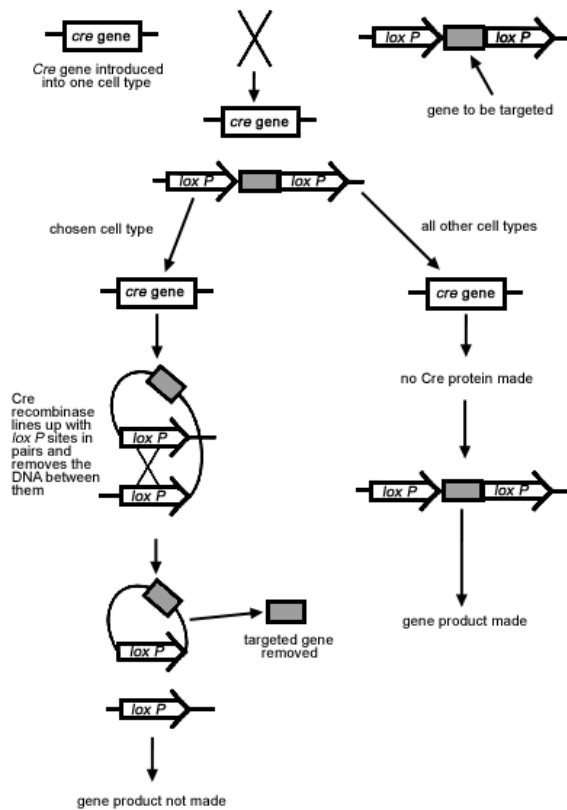 cre gene
Cre gene introduced
into one cell type
lox P
lox P
gene to be targeted
cre gene
lox P
lox P
chosen cell type
all other cell types
cre gene
cre gene
no Cre protein made
Cre
recombinase
lines up with
lox P sites in
pairs and
removes the
DNA between
them
lox P
lox P
lox P
lox P
gene product made
targeted gene
removed
lox P
lox P
gene product not made